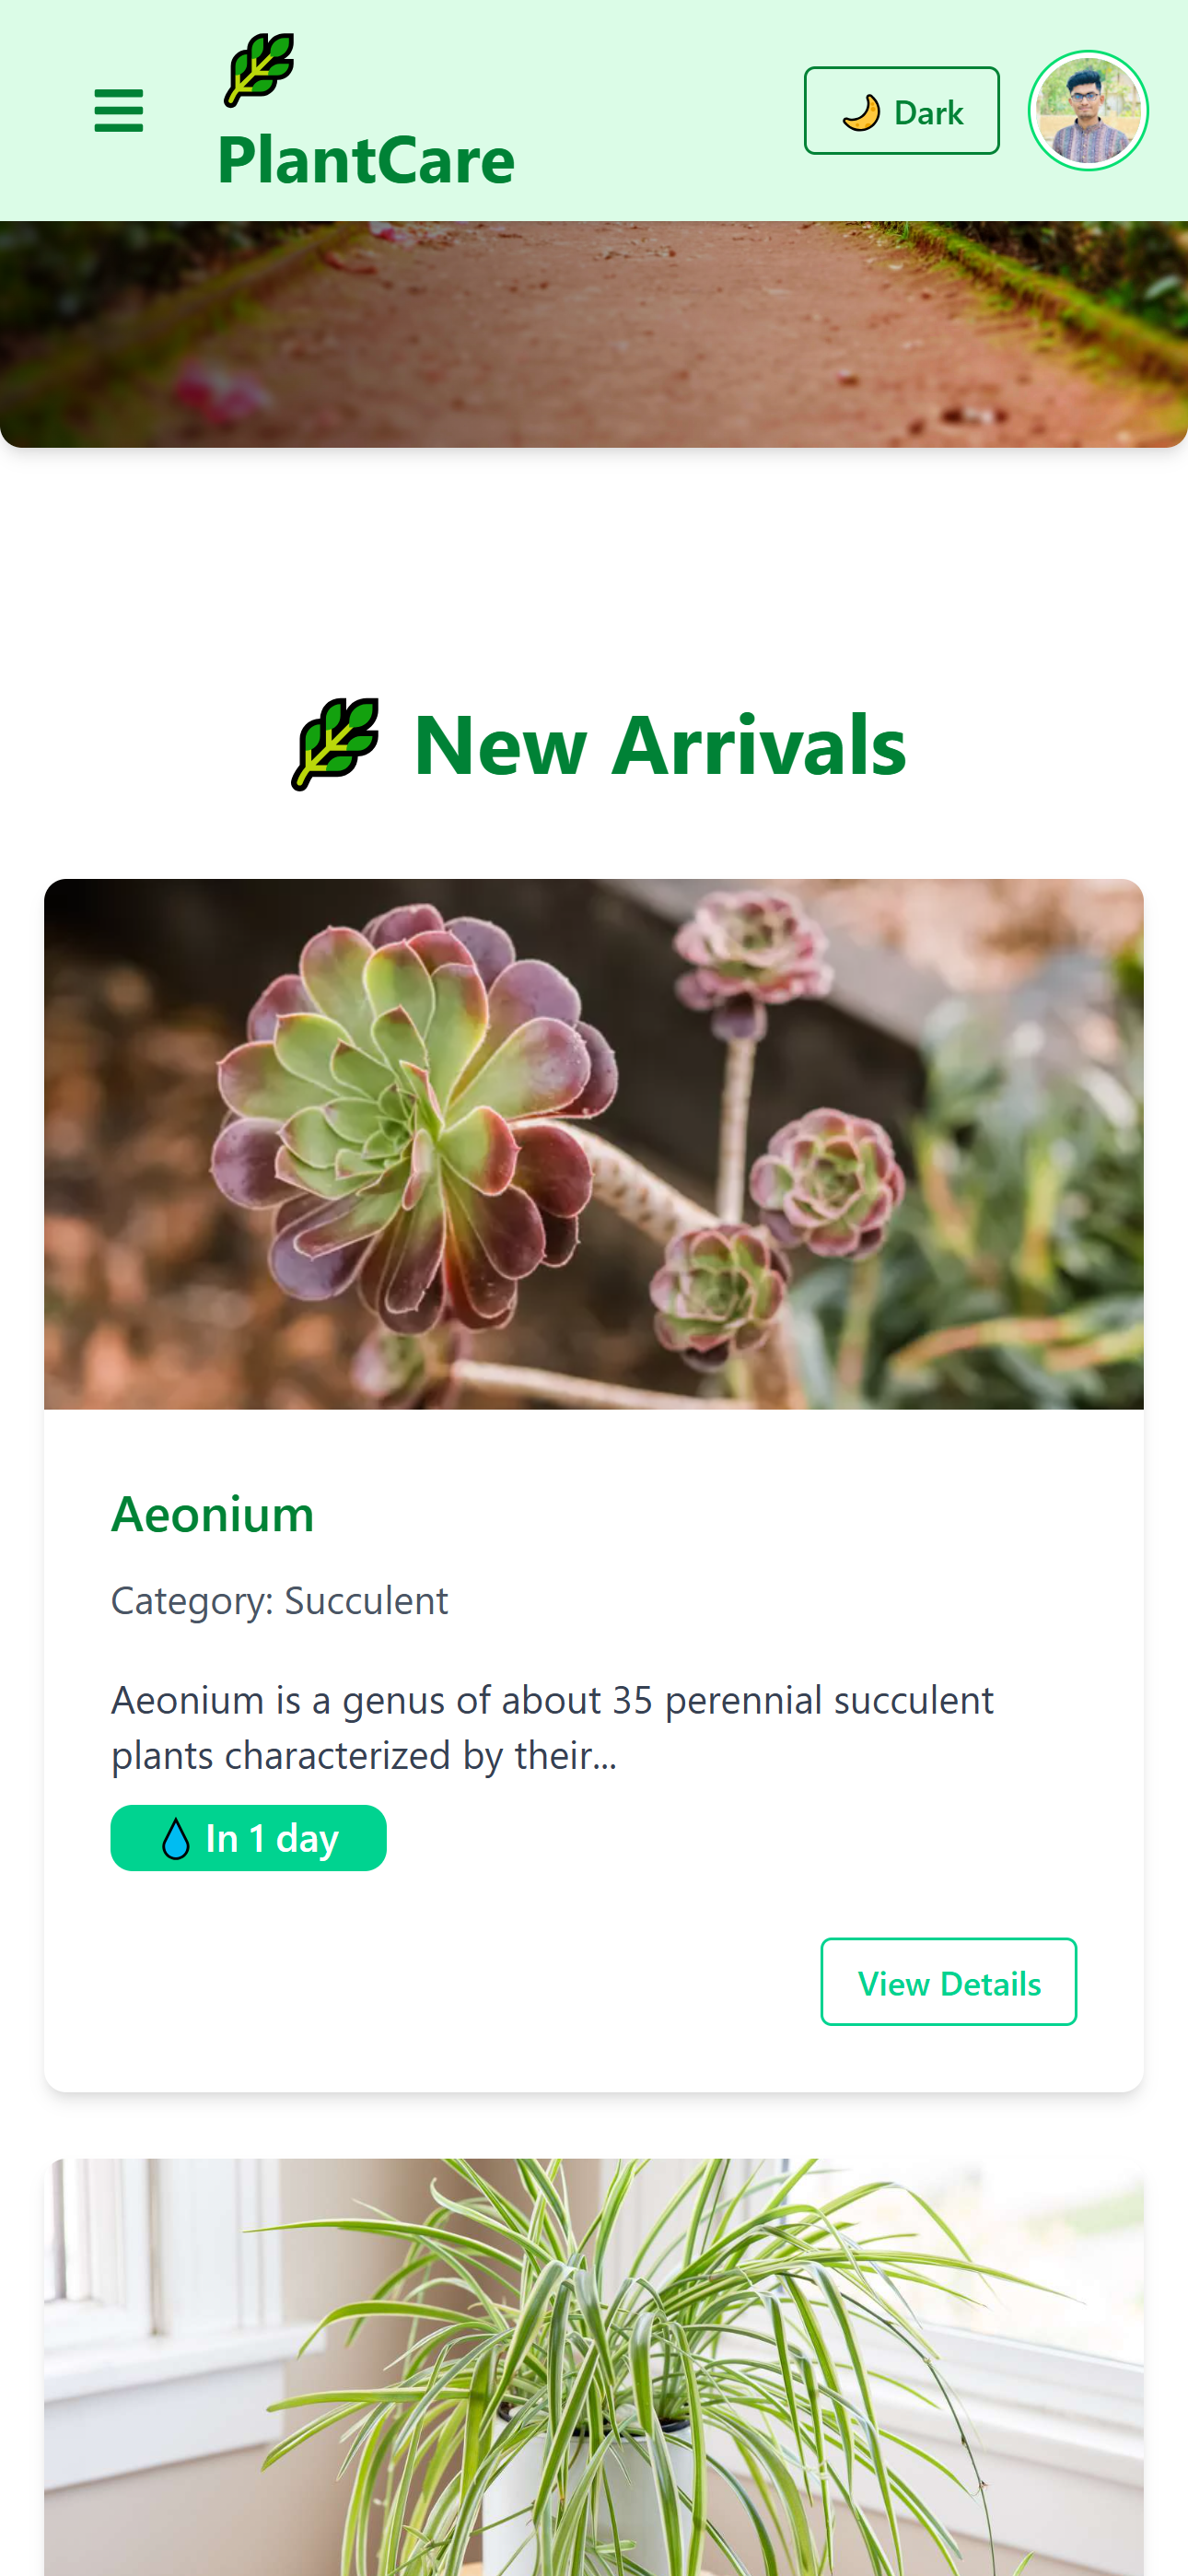 PlantCare
🌙 Dark
🌿 New Arrivals
Aeonium
Category: Succulent
Aeonium is a genus of about 35 perennial succulent
plants characterized by their...
💧 In 1 day
View Details